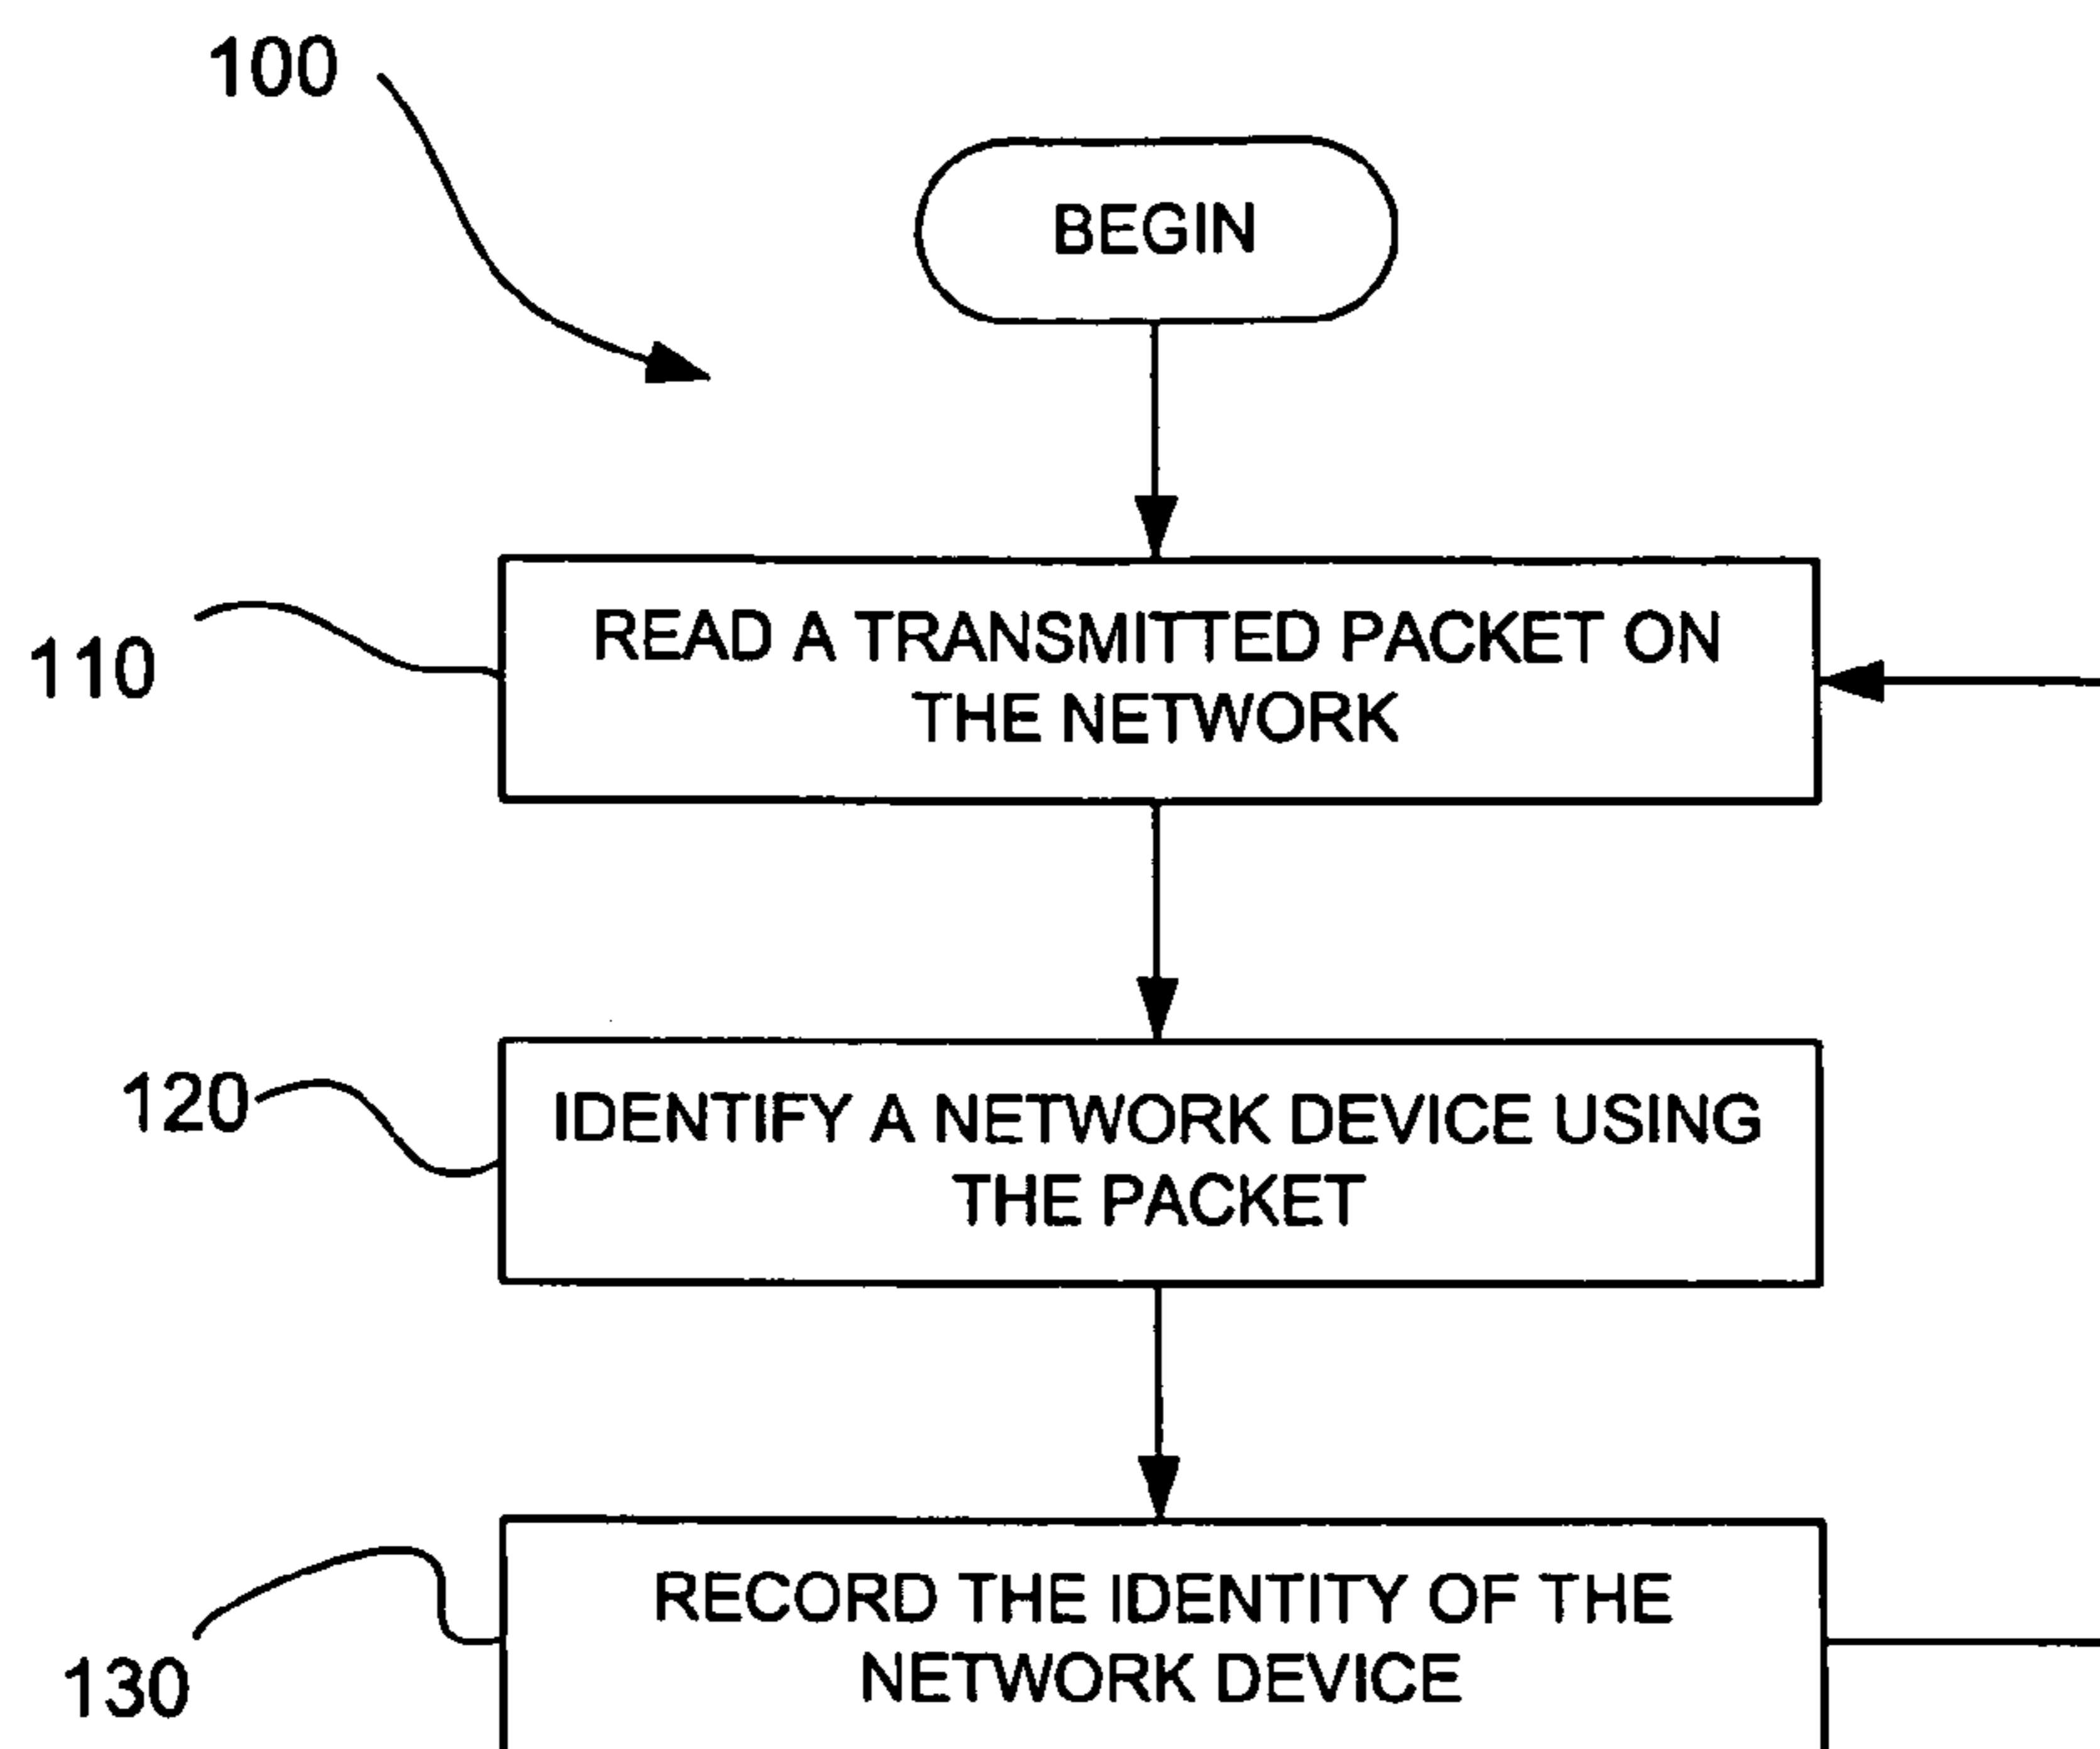 100
BEGIN
110
READ A TRANSMITTED PACKET ON
THE NETWORK
120
IDENTIFY A NETWORK DEVICE USING
THE PACKET
130
RECORD THE IDENTITY OF THE
NETWORK DEVICE